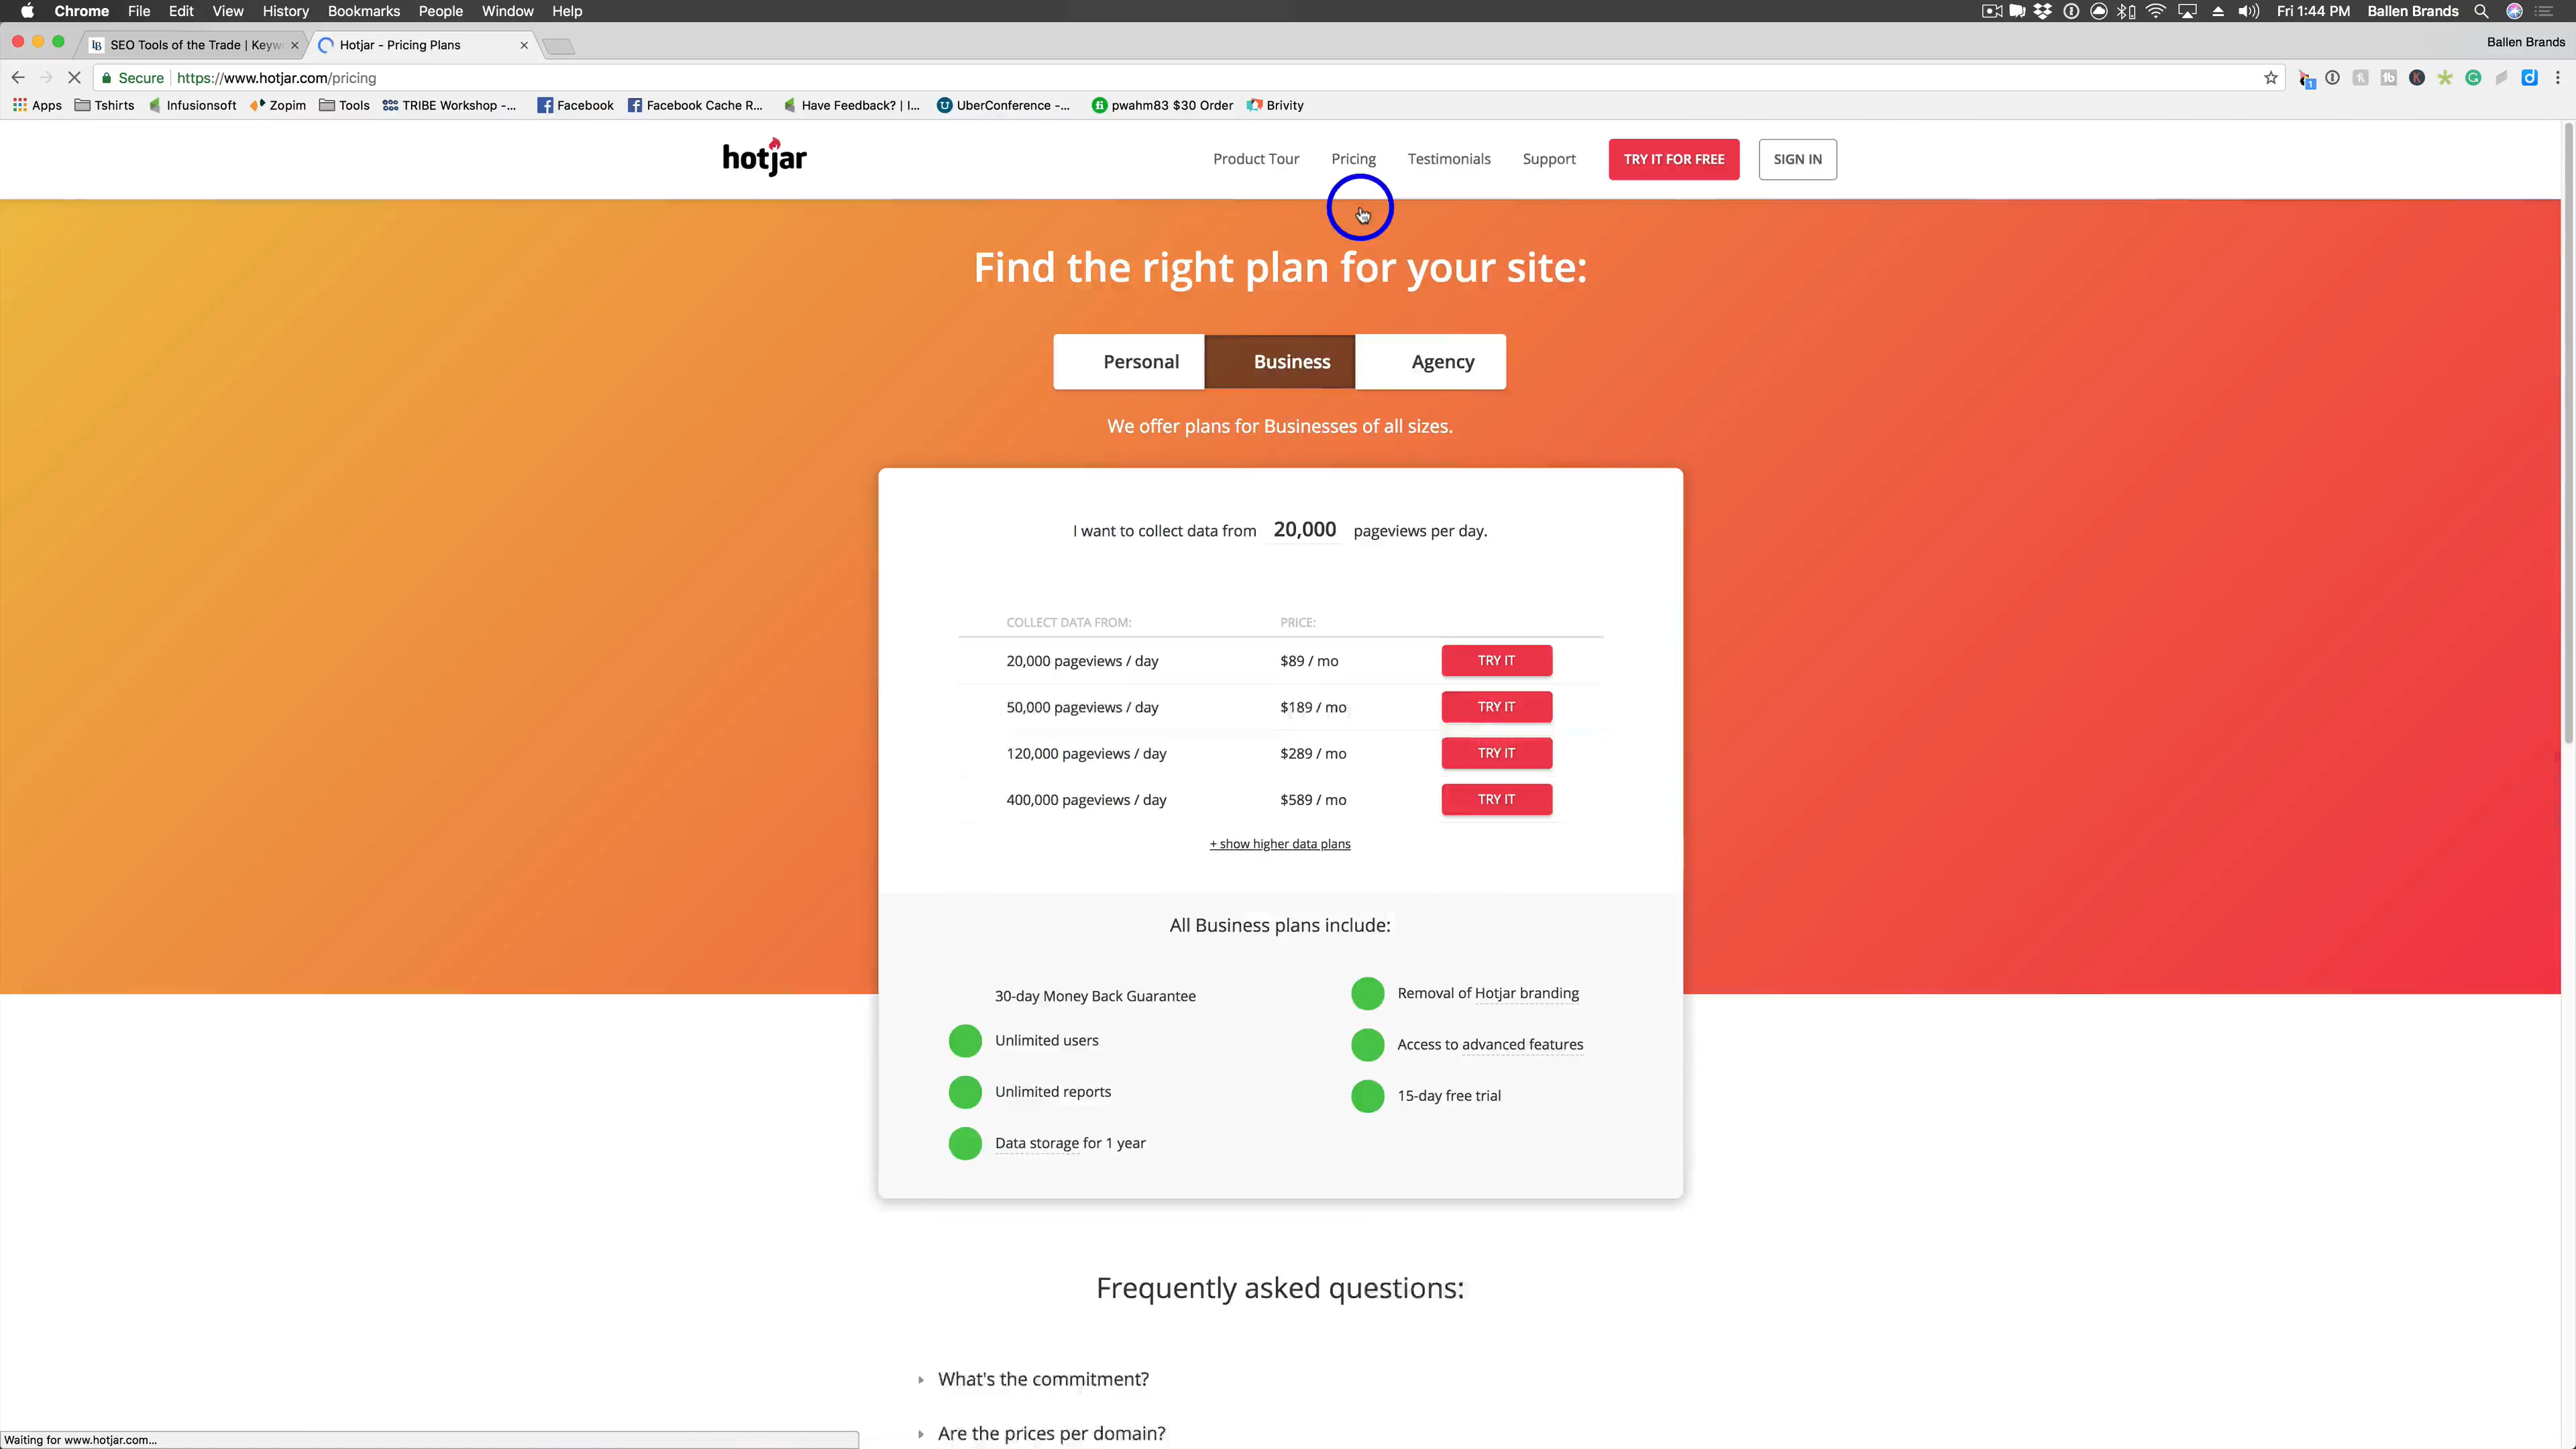 Chrome File Edit View History Bookmarks People Window Help Fri 1:44 PM Ballen Brands
SEO Tools of the Trade | Keyw Hotjar - Pricing Plans Ballen Brands
Secure https://www.hotjar.com/pricing
Apps Tshirts Infusionsoft Zopim Tools TRIBE Workshop -... Facebook Facebook Cache R... Have Feedback? | I... UberConference -... pwahm83 $30 Order Brivity
hotjar Product Tour Pricing Testimonials Support TRY IT FOR FREE SIGN IN
Find the right plan for your site:
Personal Business Agency
We offer plans for Businesses of all sizes.
I want to collect data from 20,000 pageviews per day.
COLLECT DATA FROM: PRICE:
20,000 pageviews / day $89 / mo TRY IT
50,000 pageviews / day $189 / mo TRY IT
120,000 pageviews / day $289 / mo TRY IT
400,000 pageviews / day $589 / mo TRY IT
+ show higher data plans
All Business plans include:
30-day Money Back Guarantee
Unlimited users
Unlimited reports
Data storage for 1 year
Removal of Hotjar branding
Access to advanced features
15-day free trial
Frequently asked questions:
What's the commitment?
Are the prices per domain?
Waiting for www.hotjar.com...